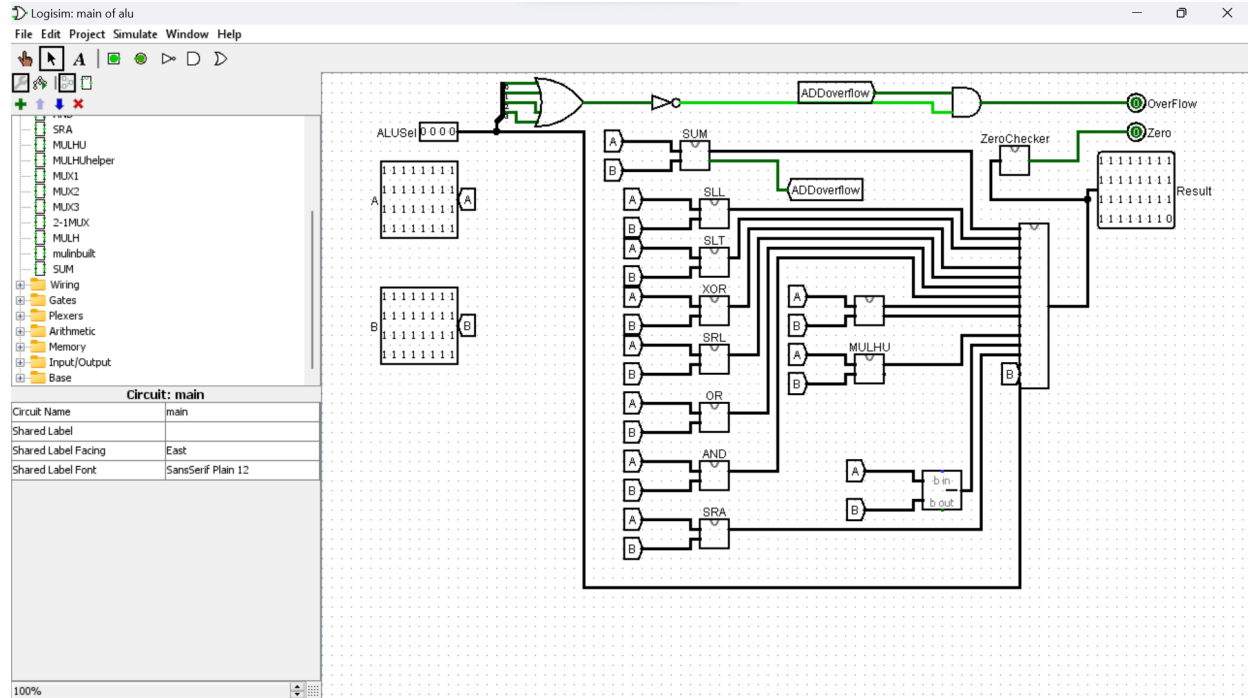 Logisim: main of alu
File Edit Project Simulate Window Help
A
SRA
MULHU
MULHUhelper
MUX1
MUX2
MUX3
2-1MUX
MULH
mulinbuilt
SUM
Wiring
Gates
Plexers
Arithmetic
Memory
Input/Output
Base
Circuit: main
Circuit Name main
Shared Label
Shared Label Facing East
Shared Label Font SansSerif Plain 12
100%
ADDoverflow
0 OverFlow
ALUSel 0 0 0 0
A
SUM
B
ZeroChecker
0 Zero
1 1 1 1 1 1 1 1
1 1 1 1 1 1 1 1
1 1 1 1 1 1 1 1
1 1 1 1 1 1 1 0
Result
A
1 1 1 1 1 1 1 1
1 1 1 1 1 1 1 1
1 1 1 1 1 1 1 1
1 1 1 1 1 1 1 1
A
ADDoverflow
A
SLL
B
A
SLT
B
A
XOR
B
A
SRL
B
A
OR
B
A
AND
B
A
SRA
B
B
1 1 1 1 1 1 1 1
1 1 1 1 1 1 1 1
1 1 1 1 1 1 1 1
1 1 1 1 1 1 1 1
B
A
B
A
MULHU
B
B
A
B
b in
b out